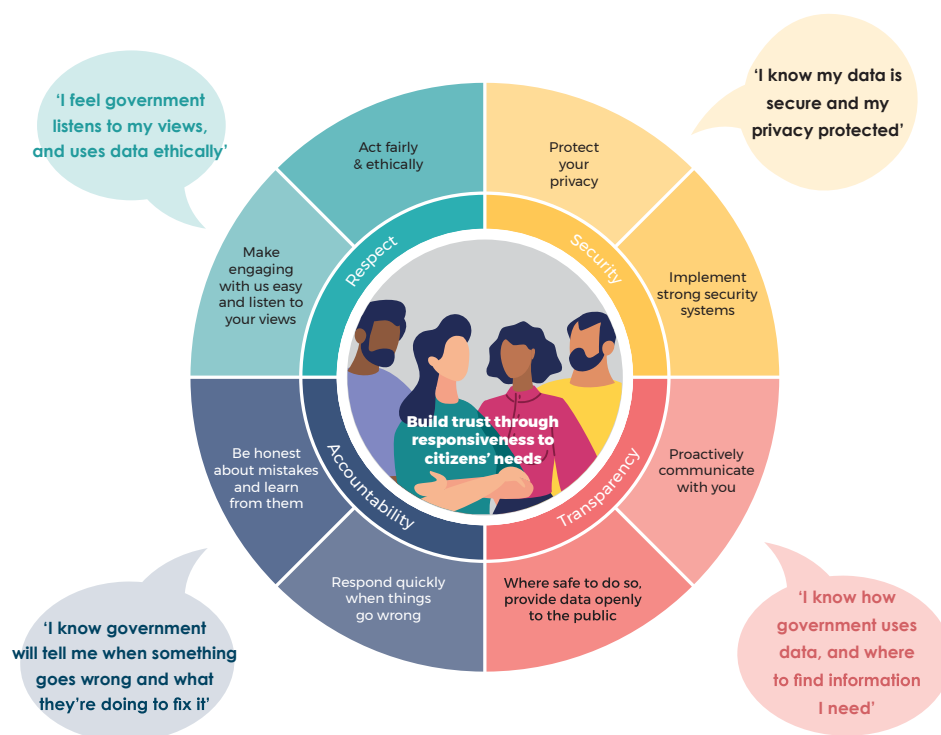 ‘I feel government
listens to my views,
and uses data ethically’
‘I know my data is
secure and my
privacy protected’
Act fairly
& ethically
Protect
your
privacy
Make
engaging
with us easy
and listen to
your views
Respect
Security
Implement
strong security
systems
Build trust through
responsiveness to
citizens’ needs
Be honest
about mistakes
and learn
from them
Accountability
Transparency
Proactively
communicate
with you
Respond quickly
when things
go wrong
Where safe to do so,
provide data openly
to the public
‘I know government
will tell me when something
goes wrong and what
they’re doing to fix it’
‘I know how
government uses
data, and where
to find information
I need’